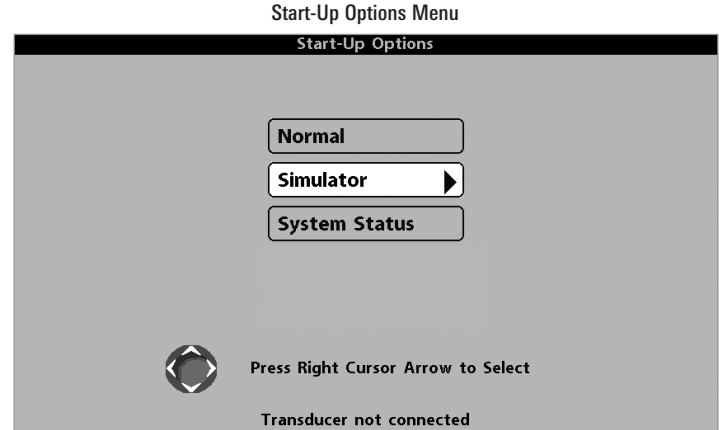 Start-Up Options Menu
Start-Up Options
Normal
Simulator
System Status
Press Right Cursor Arrow to Select
Transducer not connected